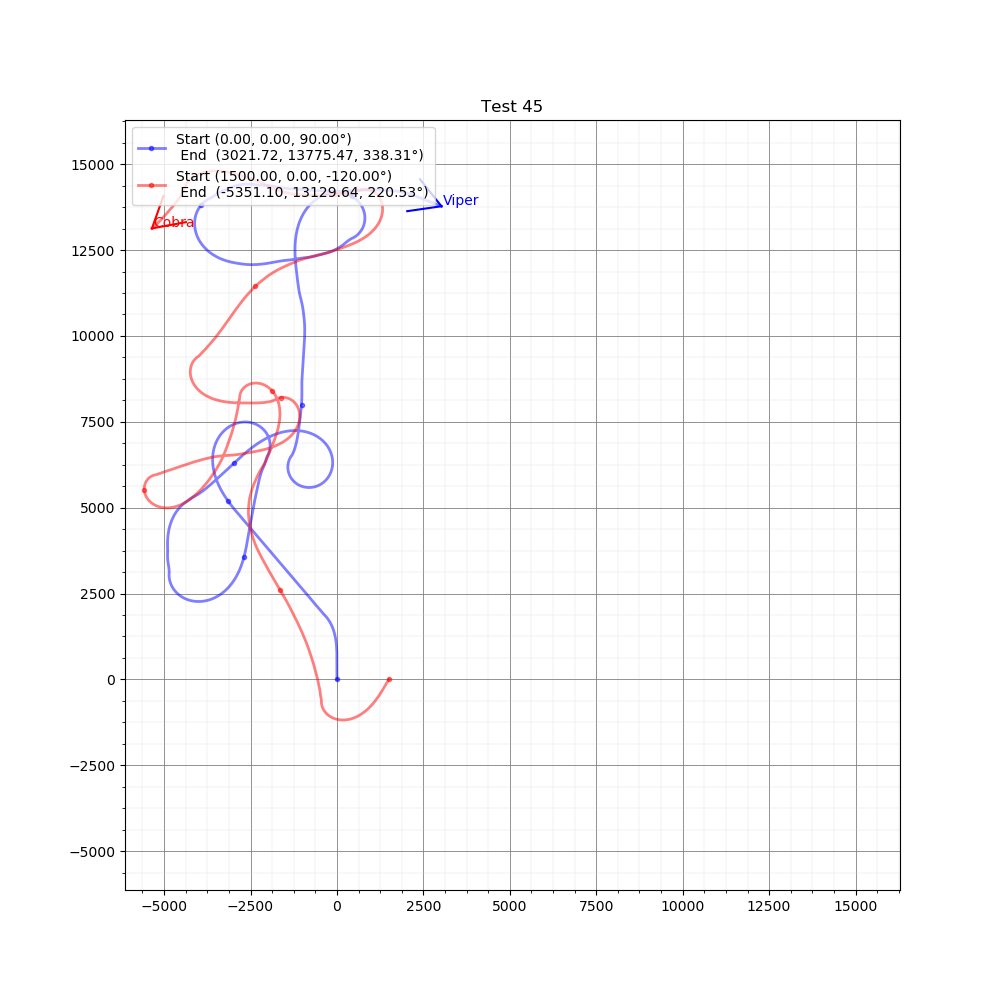 Test 45
Start (0.00, 0.00, 90.00°)
End (3021.72, 13775.47, 338.31°)
Start (1500.00, 0.00, -120.00°)
End (-5351.10, 13129.64, 220.53°)
Viper
Cobra
15000
12500
10000
7500
5000
2500
0
−2500
−5000
−5000 −2500 0 2500 5000 7500 10000 12500 15000